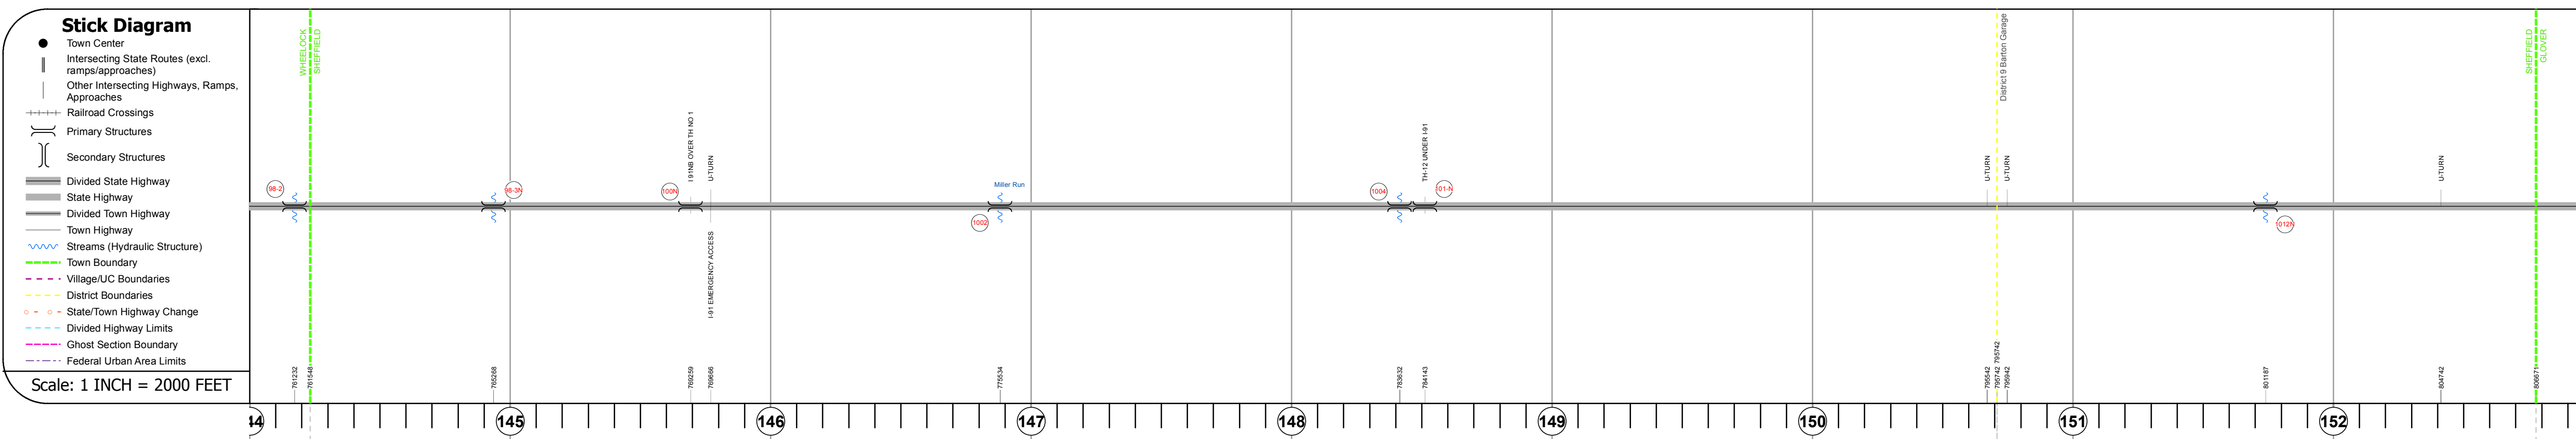 Stick Diagram
Town Center
Intersecting State Routes (excl.
ramps/approaches)
Other Intersecting Highways, Ramps,
Approaches
Railroad Crossings
Primary Structures
Secondary Structures
Divided State Highway
State Highway
Divided Town Highway
Town Highway
Streams (Hydraulic Structure)
Town Boundary
Village/UC Boundaries
District Boundaries
State/Town Highway Change
Divided Highway Limits
Ghost Section Boundary
Federal Urban Area Limits
Scale: 1 INCH = 2000 FEET
WHEELOCK
SHEFFIELD
98-2
98-3N
I 91NB OVER TH NO 1
100N
U-TURN
I-91 EMERGENCY ACCESS
Miller Run
1002
1004
TH-12 UNDER I-91
101-N
U-TURN
District 9 Barton Garage
U-TURN
1012N
U-TURN
SHEFFIELD
GLOVER
761232
761548
765268
769259
769666
775534
783632
784143
795542
795742 795742
795942
801187
804742
806671
44
145
146
147
148
149
150
151
152